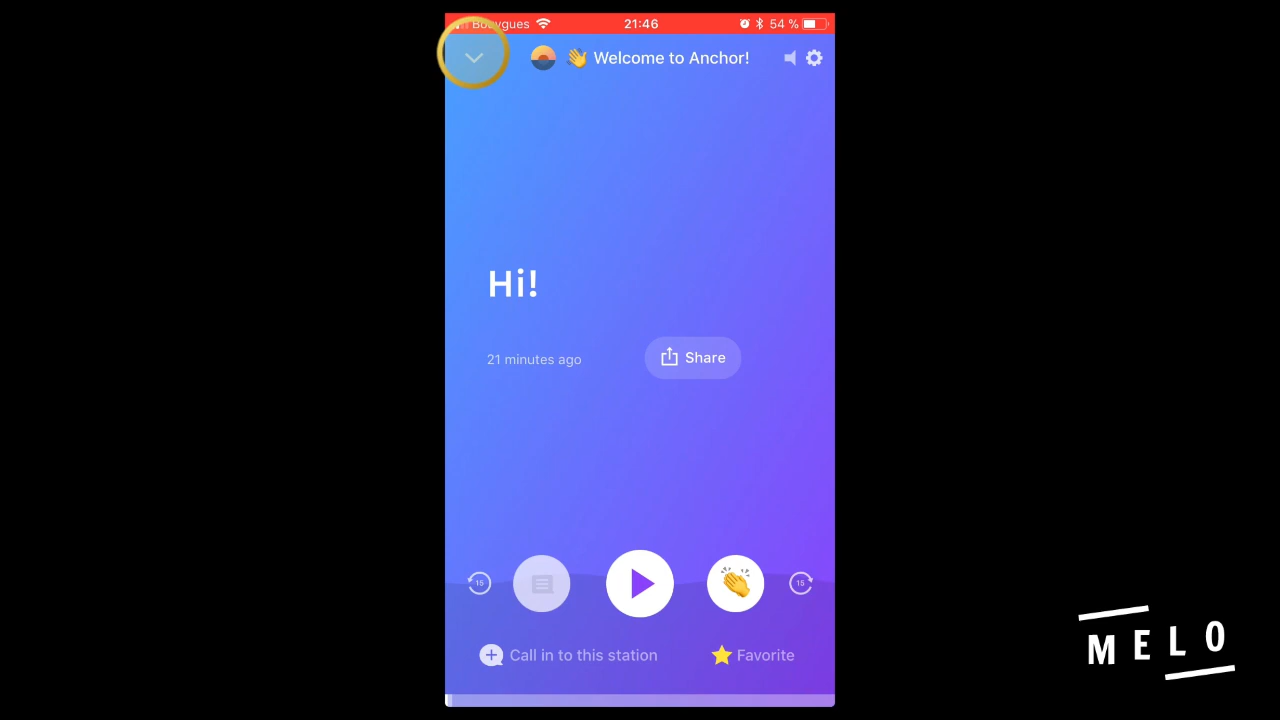 Bouygues 21:46 54 %
Welcome to Anchor!
Hi!
21 minutes ago
Share
15
15
Call in to this station
Favorite
MELO